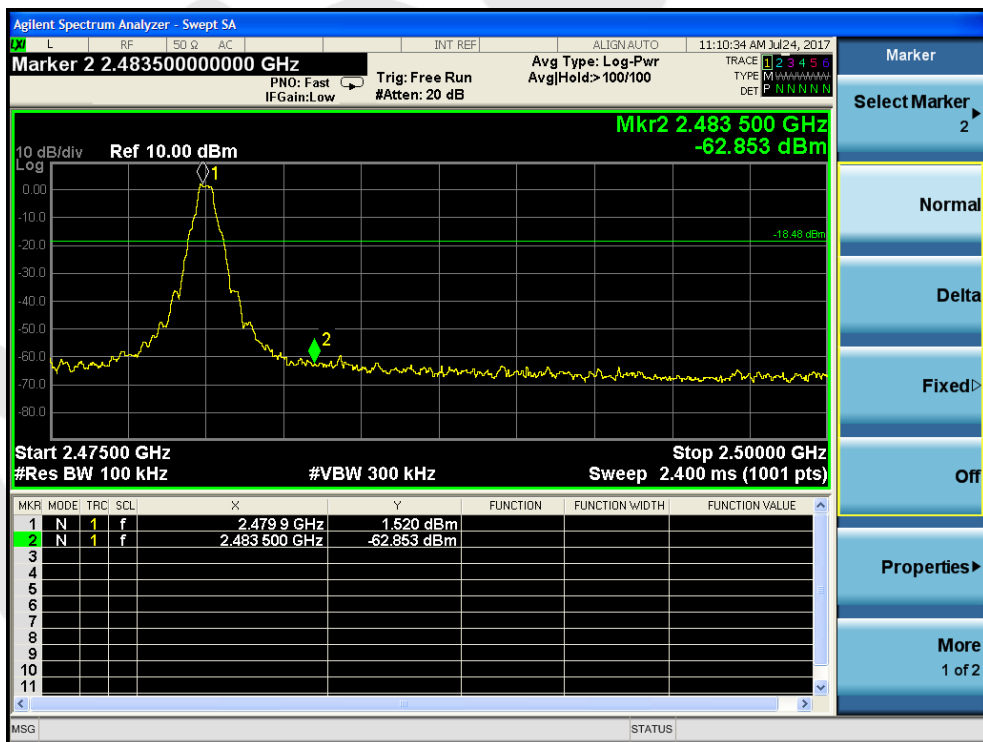 Agilent Spectrum Analyzer - Swept SA
LXI L RF 50 Ω AC INT REF ALIGN AUTO 11:10:34 AM Jul 24, 2017
Marker 2 2.483500000000 GHz
PNO: Fast
IFGain:Low
Trig: Free Run
#Atten: 20 dB
Avg Type: Log-Pwr
Avg|Hold:>100/100
TRACE 1 2 3 4 5 6
TYPE M WWWWW
DET P N N N N N
Mkr2 2.483 500 GHz
-62.853 dBm
10 dB/div Ref 10.00 dBm
Log
1
0.00
-10.0
-18.48 dBm
-20.0
-30.0
-40.0
-50.0
2
-60.0
-70.0
-80.0
Start 2.47500 GHz Stop 2.50000 GHz
#Res BW 100 kHz #VBW 300 kHz Sweep 2.400 ms (1001 pts)
MKR MODE TRC SCL X Y FUNCTION FUNCTION WIDTH FUNCTION VALUE
1 N 1 f 2.479 9 GHz 1.520 dBm
2 N 1 f 2.483 500 GHz -62.853 dBm
3
4
5
6
7
8
9
10
11
MSG STATUS
Marker
Select Marker
2
Normal
Delta
Fixed
Off
Properties
More
1 of 2